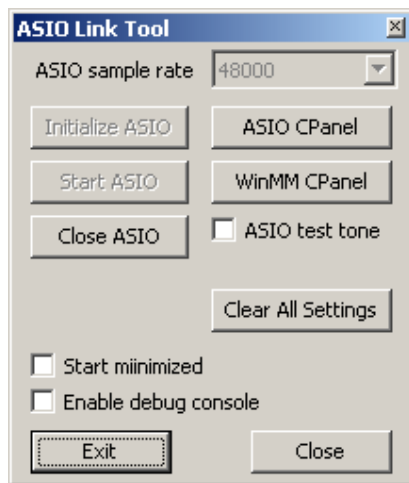 ASIO Link Tool
ASIO sample rate 48000
Initialize ASIO ASIO CPanel
Start ASIO WinMM CPanel
Close ASIO ASIO test tone
Clear All Settings
Start miinimized
Enable debug console
Exit Close